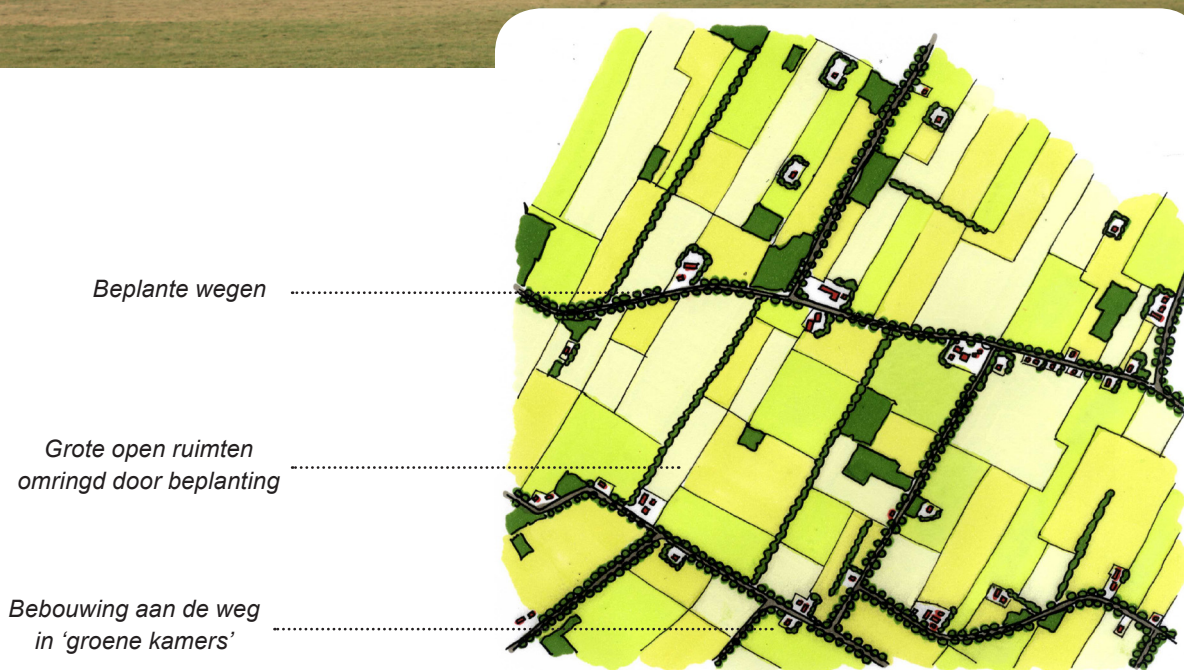 Beplante wegen
Grote open ruimten
omringd door beplanting
Bebouwing aan de weg
in ‘groene kamers’